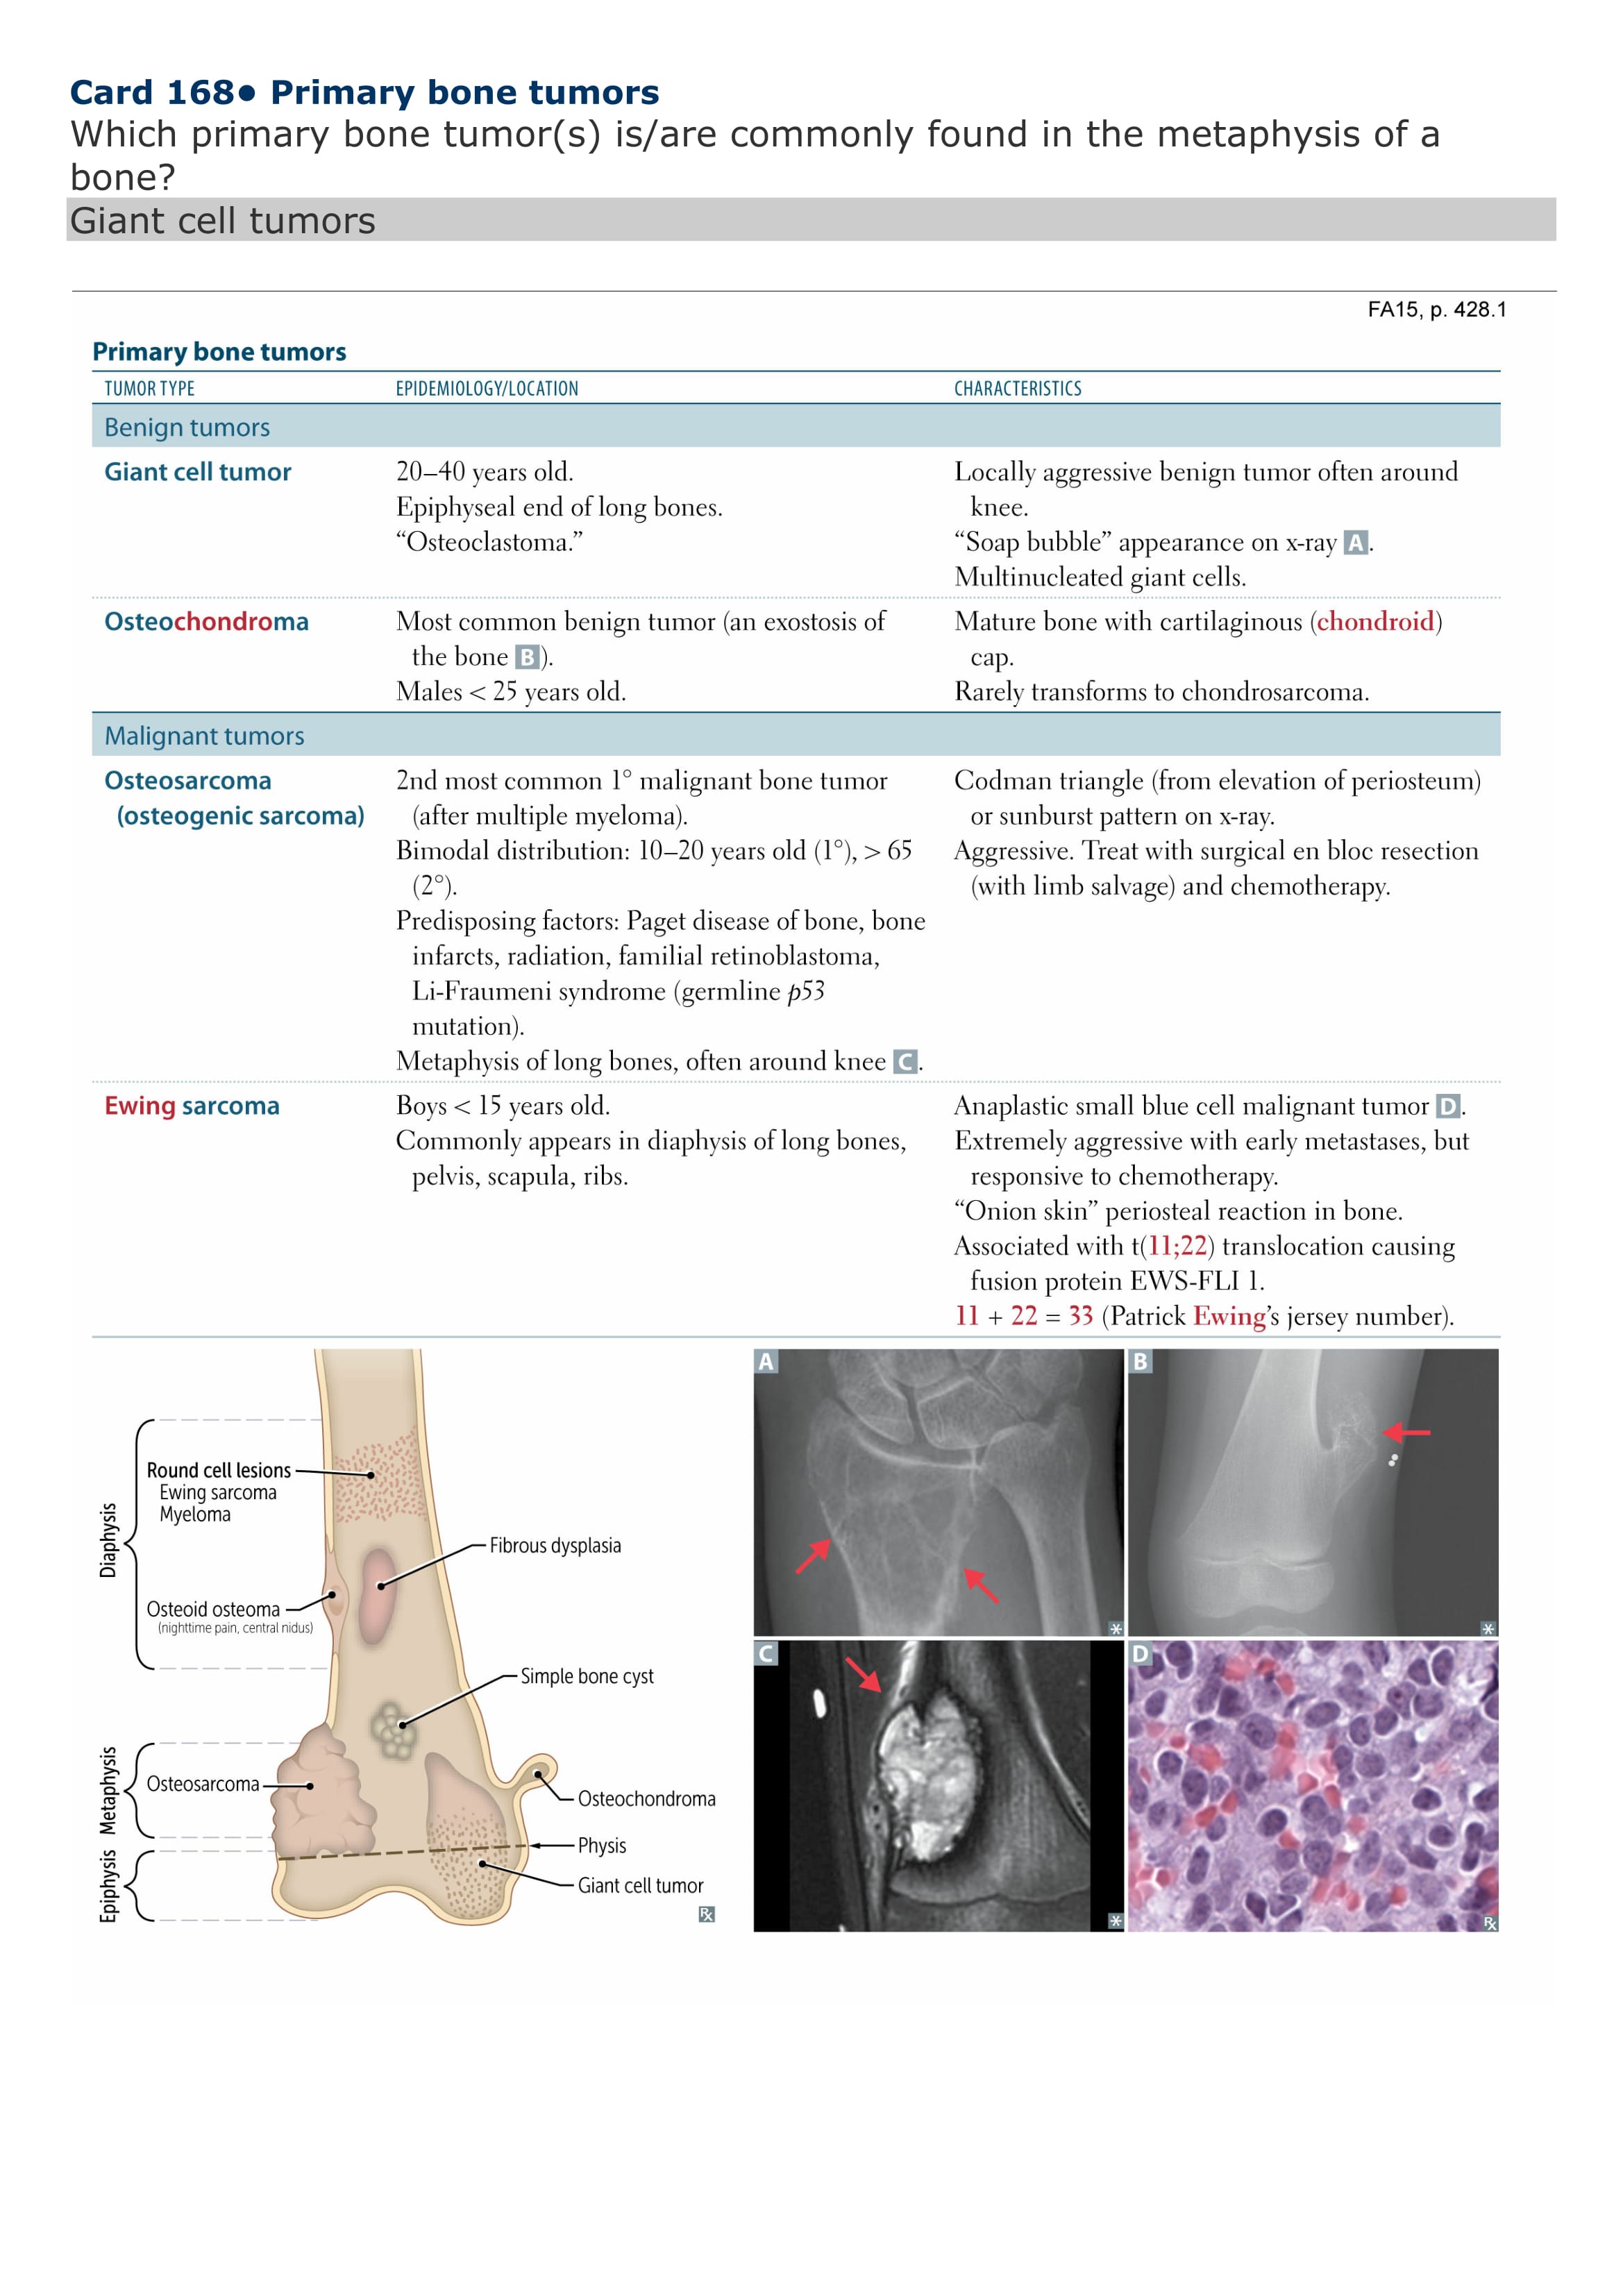 Card 168• Primary bone tumors
Which primary bone tumor(s) is/are commonly found in the metaphysis of a
bone?
Giant cell tumors
FA15, p. 428.1
Primary bone tumors
TUMOR TYPE EPIDEMIOLOGY/LOCATION CHARACTERISTICS
Benign tumors
Giant cell tumor
20–40 years old.
Epiphyseal end of long bones.
“Osteoclastoma.”
Locally aggressive benign tumor often around
knee.
“Soap bubble” appearance on x-ray A.
Multinucleated giant cells.
Osteochondroma
Most common benign tumor (an exostosis of
the bone B).
Males < 25 years old.
Mature bone with cartilaginous (chondroid)
cap.
Rarely transforms to chondrosarcoma.
Malignant tumors
Osteosarcoma
(osteogenic sarcoma)
2nd most common 1° malignant bone tumor
(after multiple myeloma).
Bimodal distribution: 10–20 years old (1°), > 65
(2°).
Predisposing factors: Paget disease of bone, bone
infarcts, radiation, familial retinoblastoma,
Li-Fraumeni syndrome (germline p53
mutation).
Metaphysis of long bones, often around knee C.
Codman triangle (from elevation of periosteum)
or sunburst pattern on x-ray.
Aggressive. Treat with surgical en bloc resection
(with limb salvage) and chemotherapy.
Ewing sarcoma
Boys < 15 years old.
Commonly appears in diaphysis of long bones,
pelvis, scapula, ribs.
Anaplastic small blue cell malignant tumor D.
Extremely aggressive with early metastases, but
responsive to chemotherapy.
“Onion skin” periosteal reaction in bone.
Associated with t(11;22) translocation causing
fusion protein EWS-FLI 1.
11 + 22 = 33 (Patrick Ewing’s jersey number).
Diaphysis
Round cell lesions
Ewing sarcoma
Myeloma
Fibrous dysplasia
Osteoid osteoma
(nighttime pain, central nidus)
Simple bone cyst
Metaphysis
Osteosarcoma
Osteochondroma
Physis
Epiphysis
Giant cell tumor
℞
A
*
B
*
C
*
D
℞